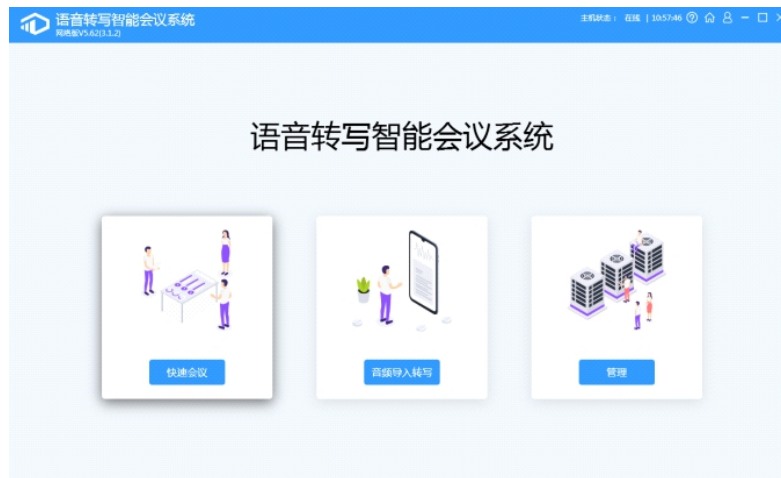 语音转写智能会议系统
网络版V5.62(3.1.2)
主机状态： 在线 | 10:57:46
语音转写智能会议系统
快速会议
音频导入转写
管理